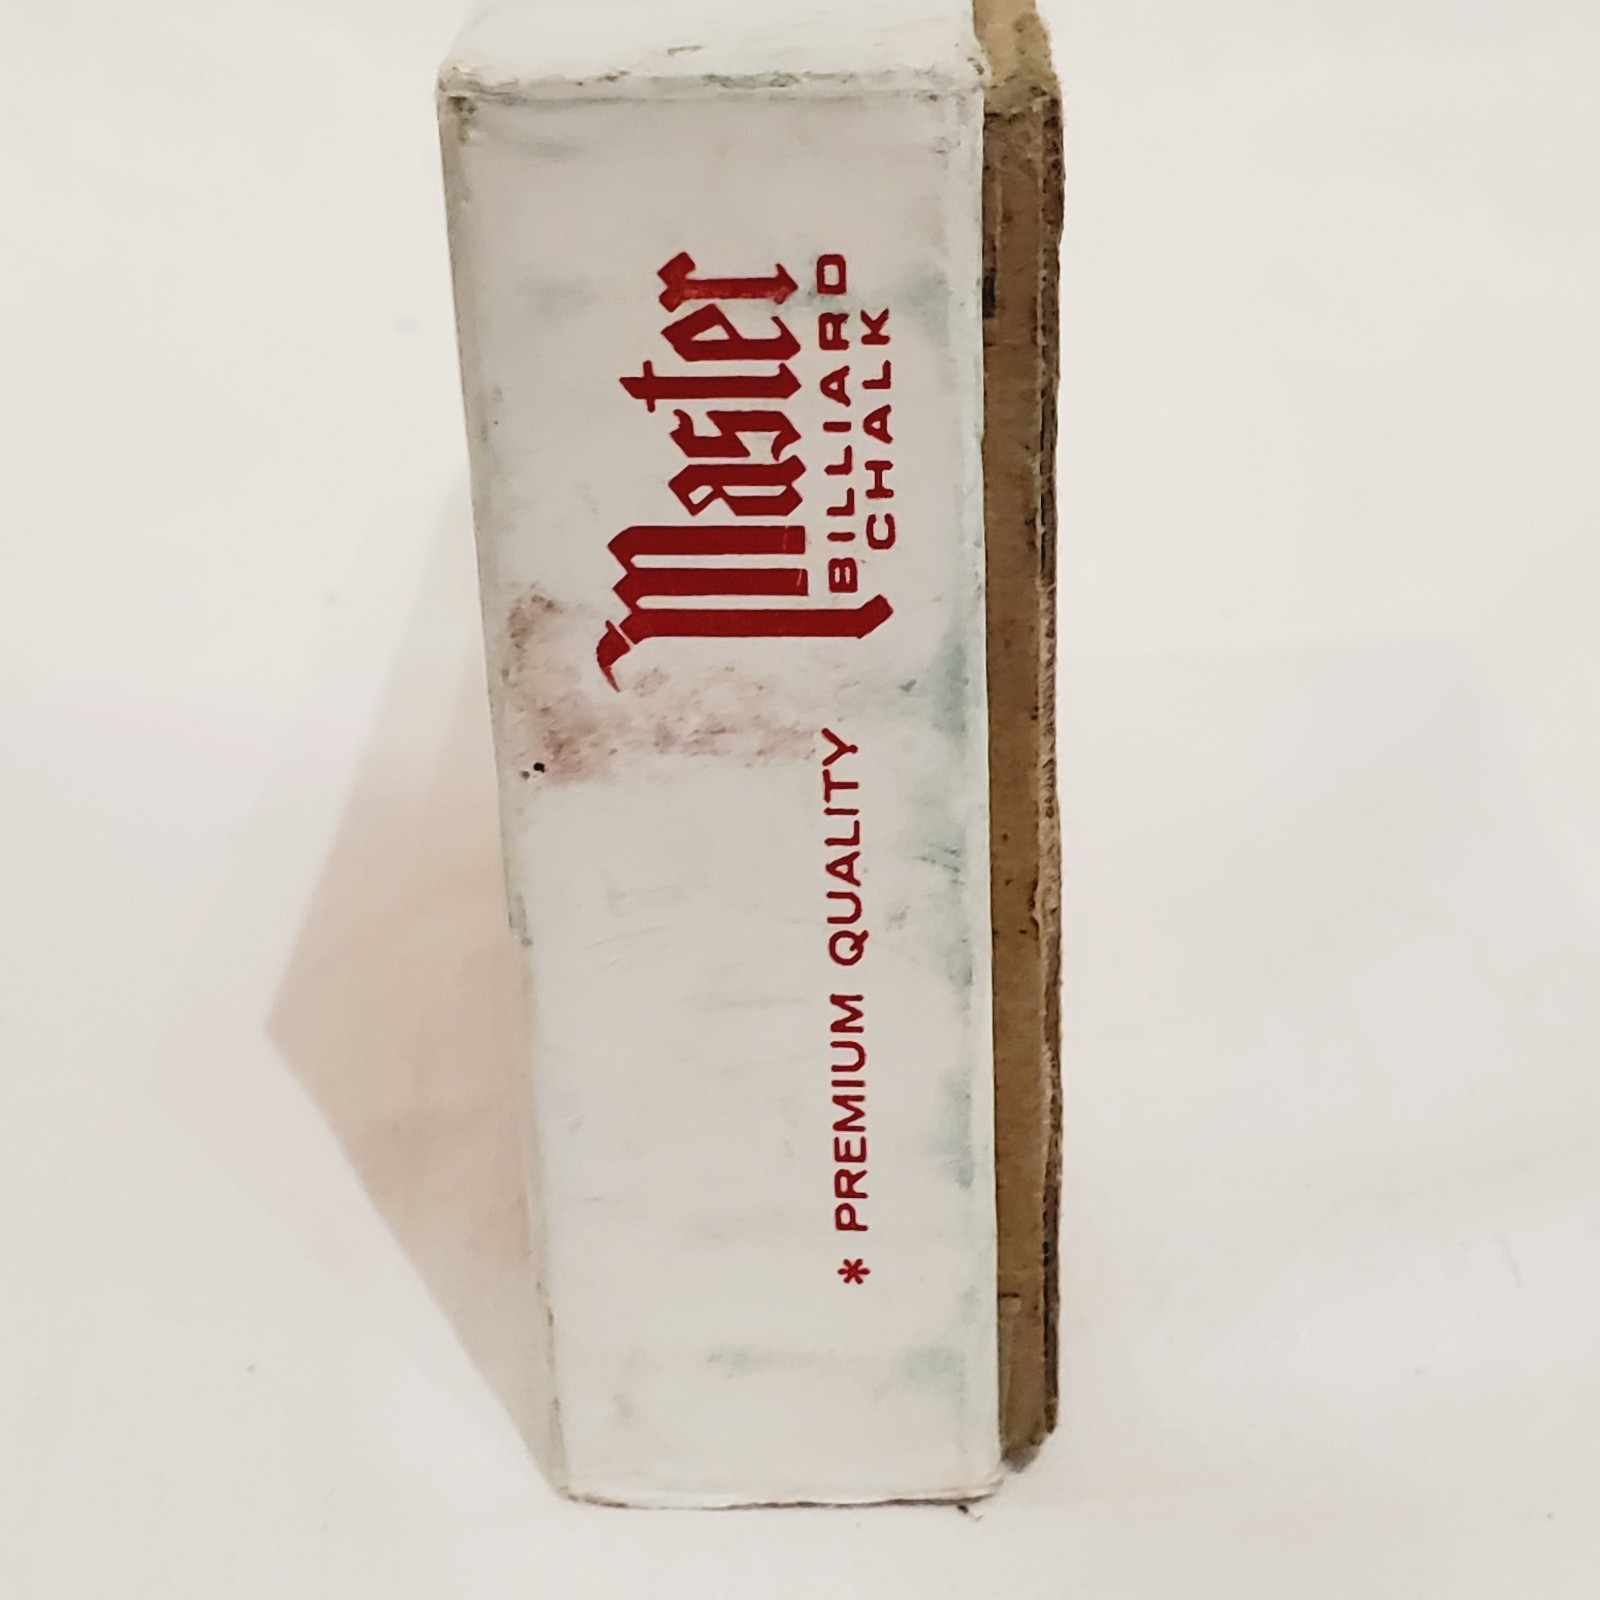 Master
BILLIARD
CHALK
* PREMIUM QUALITY